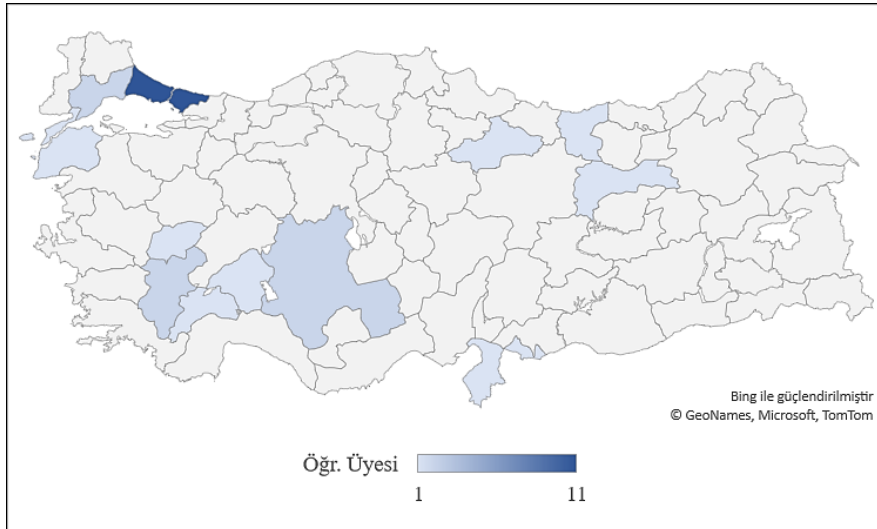 Bing ile güçlendirilmiştir
© GeoNames, Microsoft, TomTom
Öğr. Üyesi
1 11